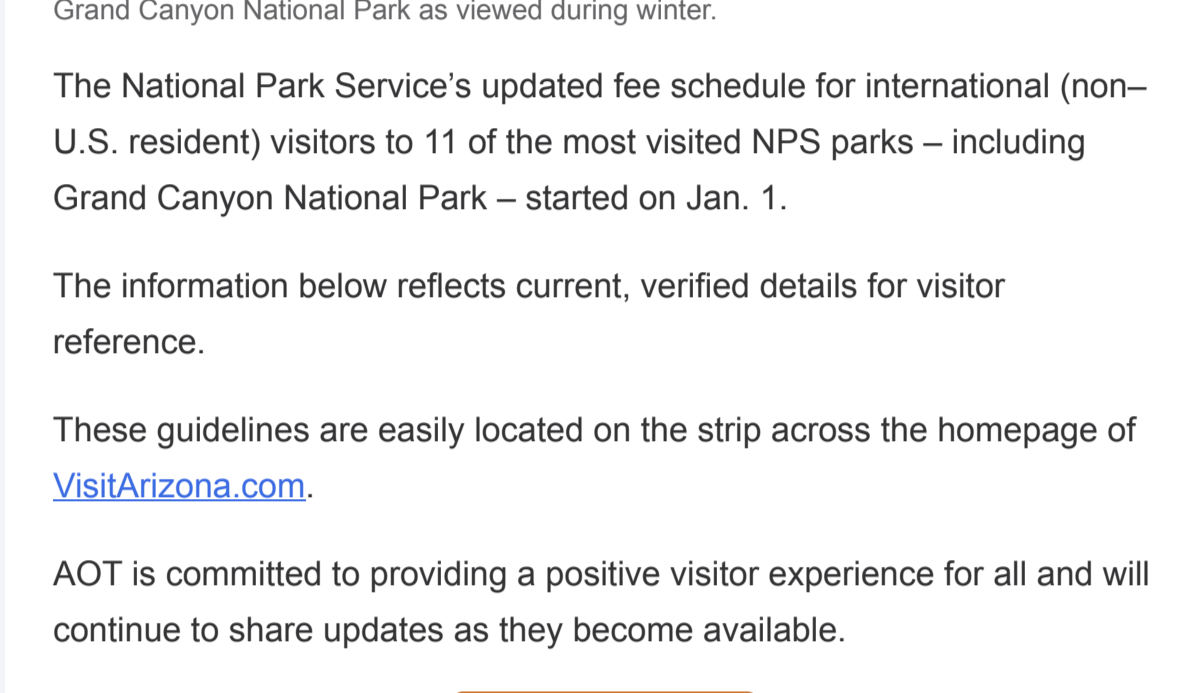 Grand Canyon National Park as viewed during winter.
The National Park Service’s updated fee schedule for international (non–
U.S. resident) visitors to 11 of the most visited NPS parks – including
Grand Canyon National Park – started on Jan. 1.
The information below reflects current, verified details for visitor
reference.
These guidelines are easily located on the strip across the homepage of
VisitArizona.com.
AOT is committed to providing a positive visitor experience for all and will
continue to share updates as they become available.